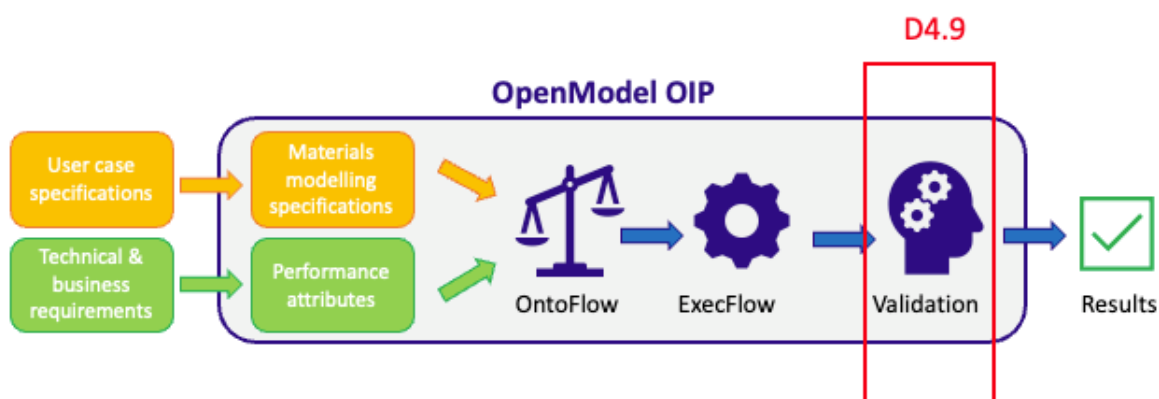 D4.9
OpenModel OIP
User case
specifications
Materials
modelling
specifications
Technical &
business
requirements
Performance
attributes
OntoFlow
ExecFlow
Validation
Results